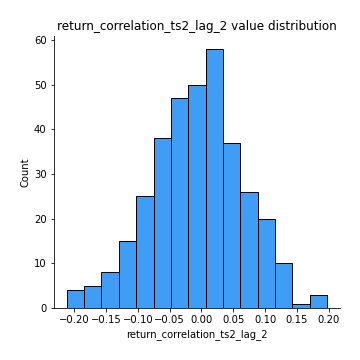 return_correlation_ts2_lag_2 value distribution
60
50
40
30
20
10
0
Count
−0.20 −0.15 −0.10 −0.05 0.00 0.05 0.10 0.15 0.20
return_correlation_ts2_lag_2